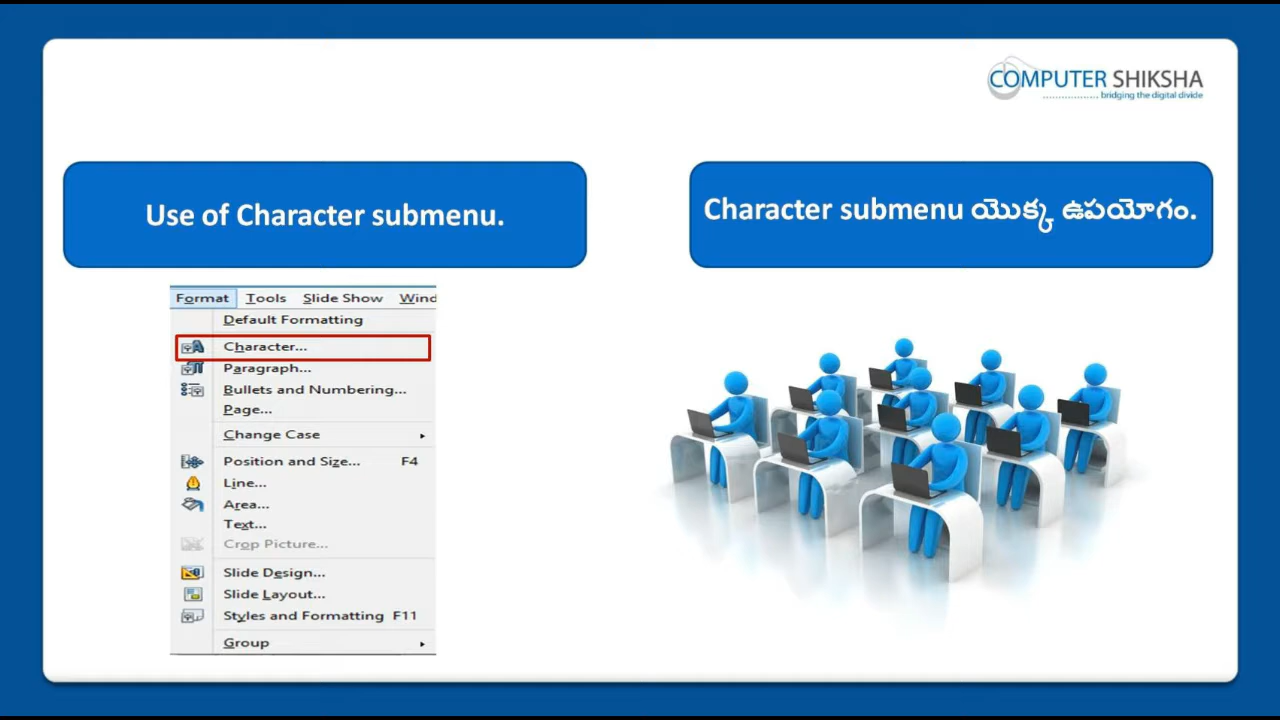 COMPUTER SHIKSHA
bridging the digital divide
Use of Character submenu.
Character submenu యొక్క ఉపయోగం.
Format Tools Slide Show Wind
Default Formatting
Character...
Paragraph...
Bullets and Numbering...
Page...
Change Case
Position and Size... F4
Line...
Area...
Text...
Crop Picture...
Slide Design...
Slide Layout...
Styles and Formatting F11
Group